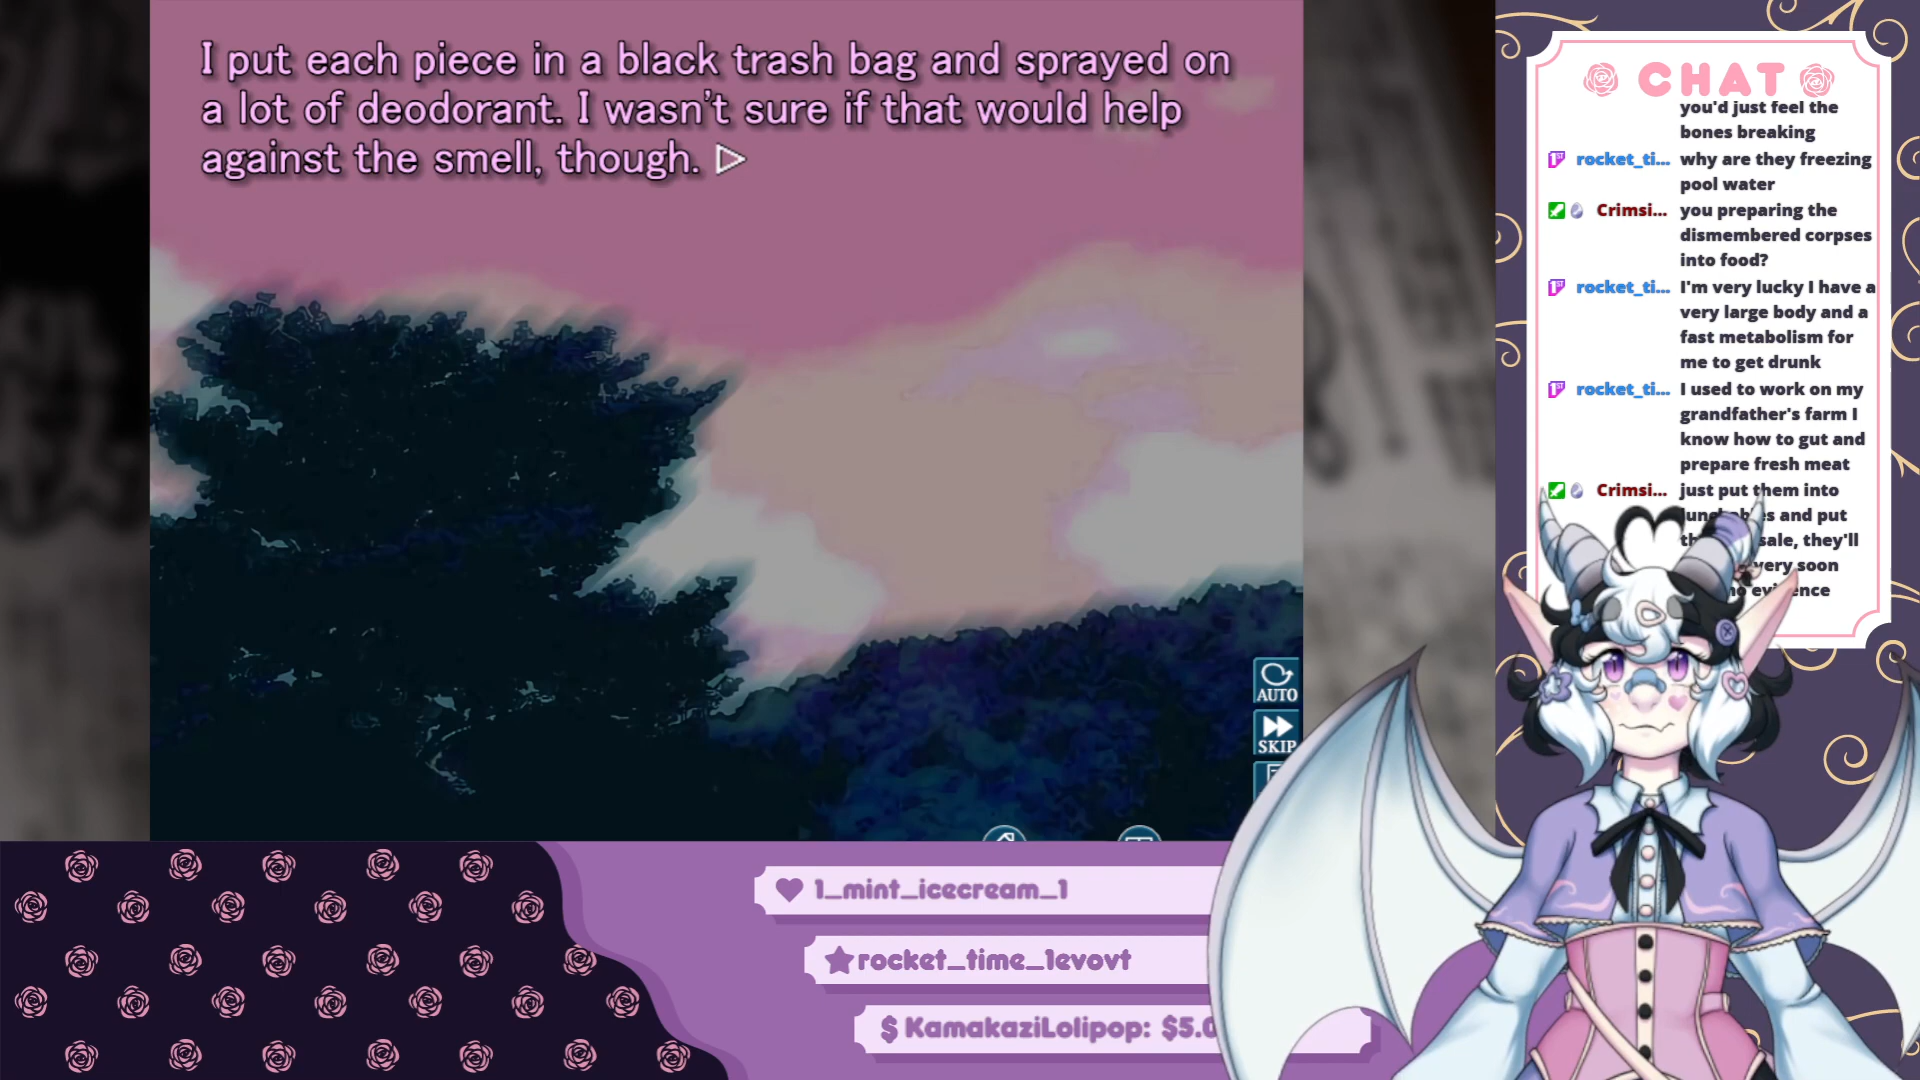 I put each piece in a black trash bag and sprayed on
a lot of deodorant. I wasn't sure if that would help
against the smell, though.
AUTO
SKIP
CHAT
you'd just feel the
bones breaking
rocket_ti... why are they freezing
pool water
Crimsi... you preparing the
dismembered corpses
into food?
rocket_ti... I'm very lucky I have a
very large body and a
fast metabolism for
me to get drunk
rocket_ti... I used to work on my
grandfather's farm I
know how to gut and
prepare fresh meat
Crimsi... just put them into
and put
sale, they'll
very soon
1_mint_icecream_1
rocket_time_1evovt
$ KamakaziLolipop: $5.0